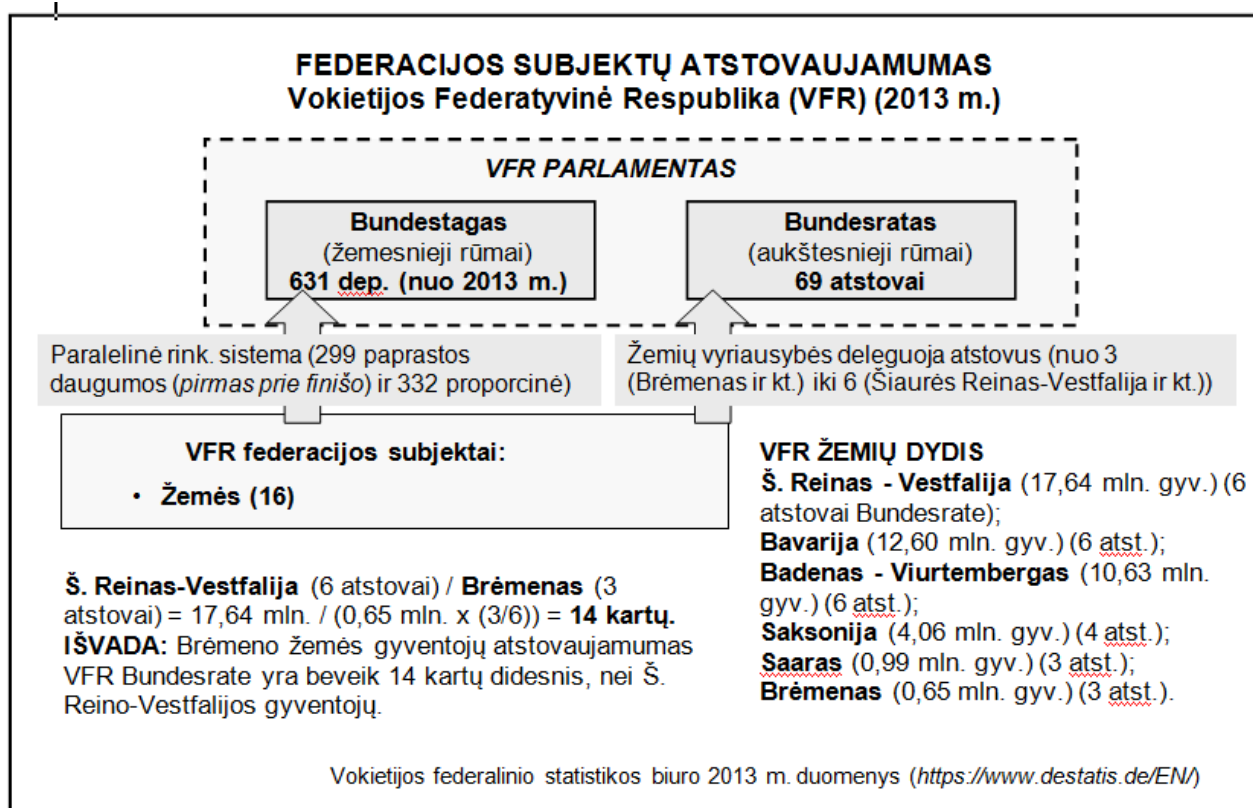 FEDERACIJOS SUBJEKTŲ ATSTOVAUJAMUMAS
Vokietijos Federatyvinė Respublika (VFR) (2013 m.)
VFR PARLAMENTAS
Bundestagas
(žemesnieji rūmai)
631 dep. (nuo 2013 m.)
Bundesratas
(aukštesnieji rūmai)
69 atstovai
Paralelinė rink. sistema (299 paprastos
daugumos (pirmas prie finišo) ir 332 proporcinė)
Žemių vyriausybės deleguoja atstovus (nuo 3
(Brėmenas ir kt.) iki 6 (Šiaurės Reinas-Vestfalija ir kt.))
VFR federacijos subjektai:
• Žemės (16)
VFR ŽEMIŲ DYDIS
Š. Reinas - Vestfalija (17,64 mln. gyv.) (6
atstovai Bundesrate);
Bavarija (12,60 mln. gyv.) (6 atst.);
Badenas - Viurtembergas (10,63 mln.
gyv.) (6 atst.);
Saksonija (4,06 mln. gyv.) (4 atst.);
Saaras (0,99 mln. gyv.) (3 atst.);
Brėmenas (0,65 mln. gyv.) (3 atst.).
Š. Reinas-Vestfalija (6 atstovai) / Brėmenas (3
atstovai) = 17,64 mln. / (0,65 mln. x (3/6)) = 14 kartų.
IŠVADA: Brėmeno žemės gyventojų atstovaujamumas
VFR Bundesrate yra beveik 14 kartų didesnis, nei Š.
Reino-Vestfalijos gyventojų.
Vokietijos federalinio statistikos biuro 2013 m. duomenys (https://www.destatis.de/EN/)